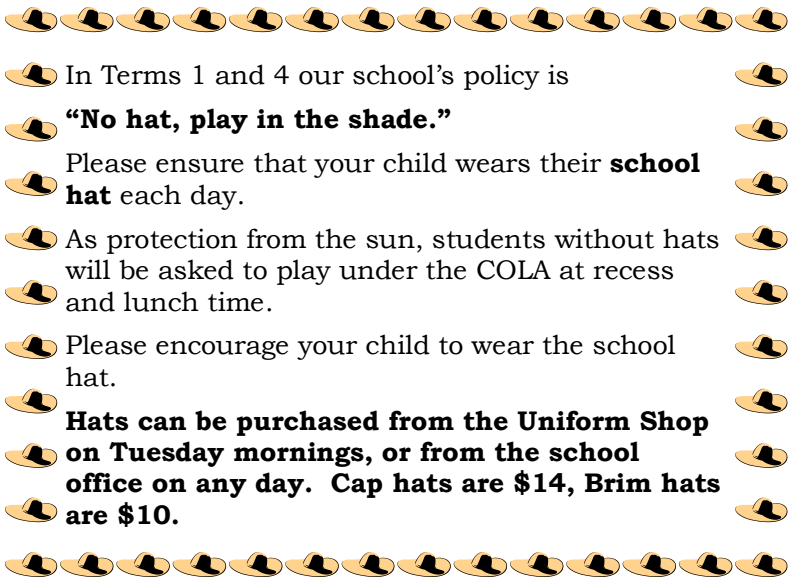 In Terms 1 and 4 our school’s policy is
“No hat, play in the shade.”
Please ensure that your child wears their school
hat each day.
As protection from the sun, students without hats
will be asked to play under the COLA at recess
and lunch time.
Please encourage your child to wear the school
hat.
Hats can be purchased from the Uniform Shop
on Tuesday mornings, or from the school
office on any day.  Cap hats are $14, Brim hats
are $10.